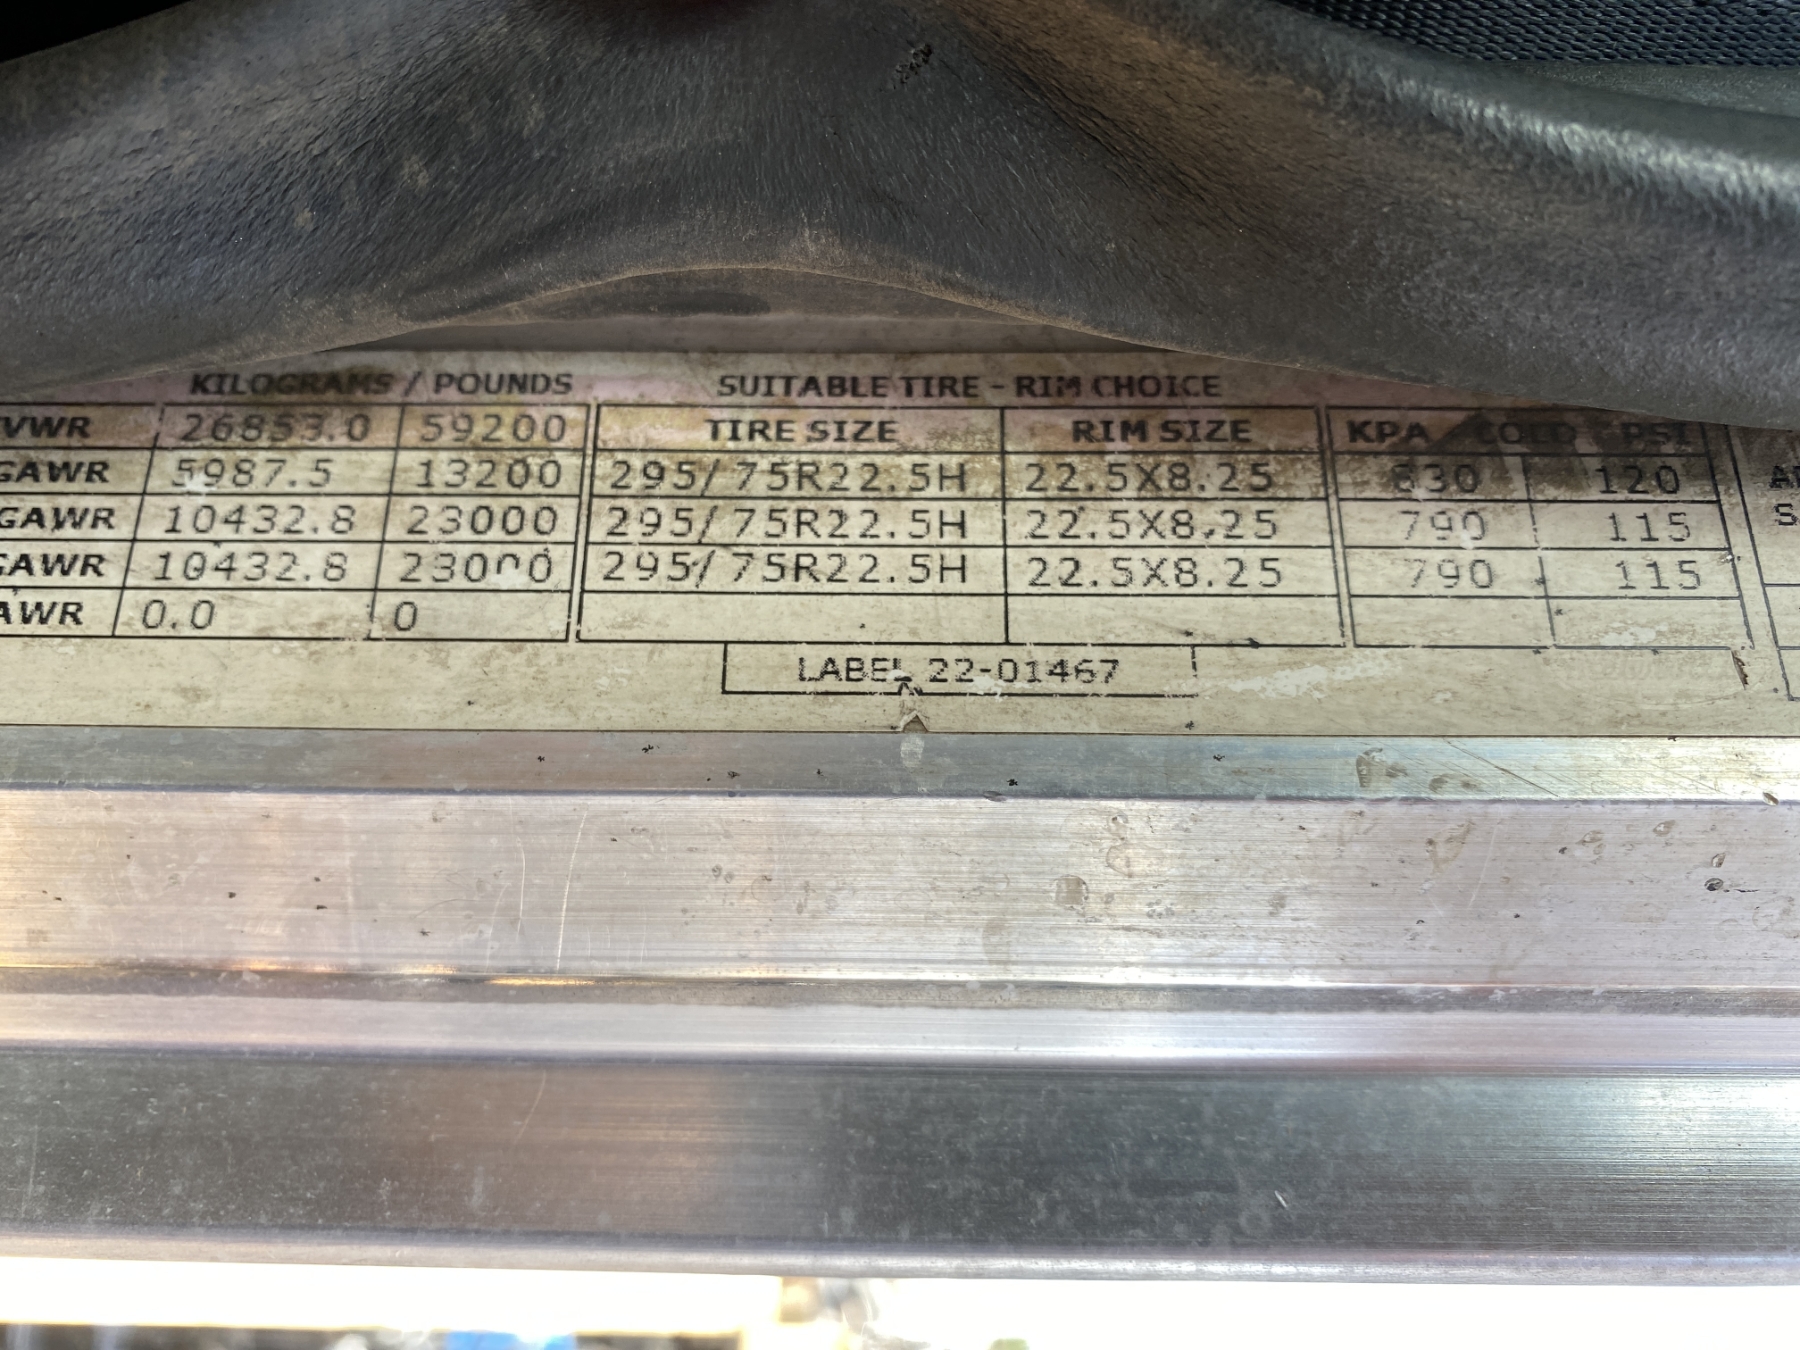 KILOGRAMS / POUNDS SUITABLE TIRE - RIM CHOICE
VWR 26853.0 59200 TIRE SIZE RIM SIZE KPA COLD PSI
GAWR 5987.5 13200 295/75R22.5H 22.5X8.25 830 120
GAWR 10432.8 23000 295/75R22.5H 22.5X8.25 790 115
GAWR 10432.8 23000 295/75R22.5H 22.5X8.25 790 115
AWR 0.0 0
LABEL 22-01467